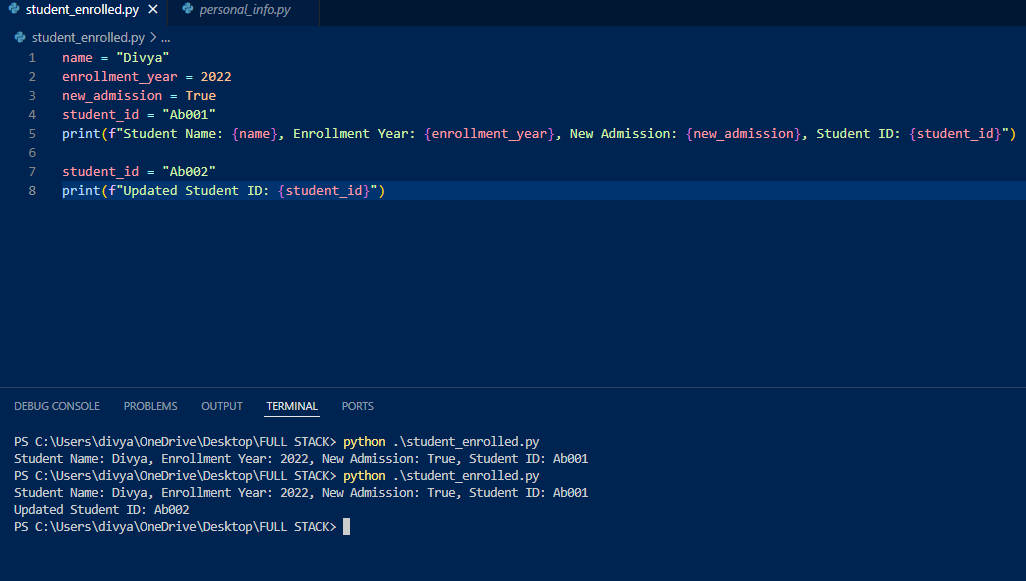 student_enrolled.py × personal_info.py
student_enrolled.py > ...
1 name = "Divya"
2 enrollment_year = 2022
3 new_admission = True
4 student_id = "Ab001"
5 print(f"Student Name: {name}, Enrollment Year: {enrollment_year}, New Admission: {new_admission}, Student ID: {student_id}")
6
7 student_id = "Ab002"
8 print(f"Updated Student ID: {student_id}")
DEBUG CONSOLE PROBLEMS OUTPUT TERMINAL PORTS
PS C:\Users\divya\OneDrive\Desktop\FULL STACK> python .\student_enrolled.py
Student Name: Divya, Enrollment Year: 2022, New Admission: True, Student ID: Ab001
PS C:\Users\divya\OneDrive\Desktop\FULL STACK> python .\student_enrolled.py
Student Name: Divya, Enrollment Year: 2022, New Admission: True, Student ID: Ab001
Updated Student ID: Ab002
PS C:\Users\divya\OneDrive\Desktop\FULL STACK>